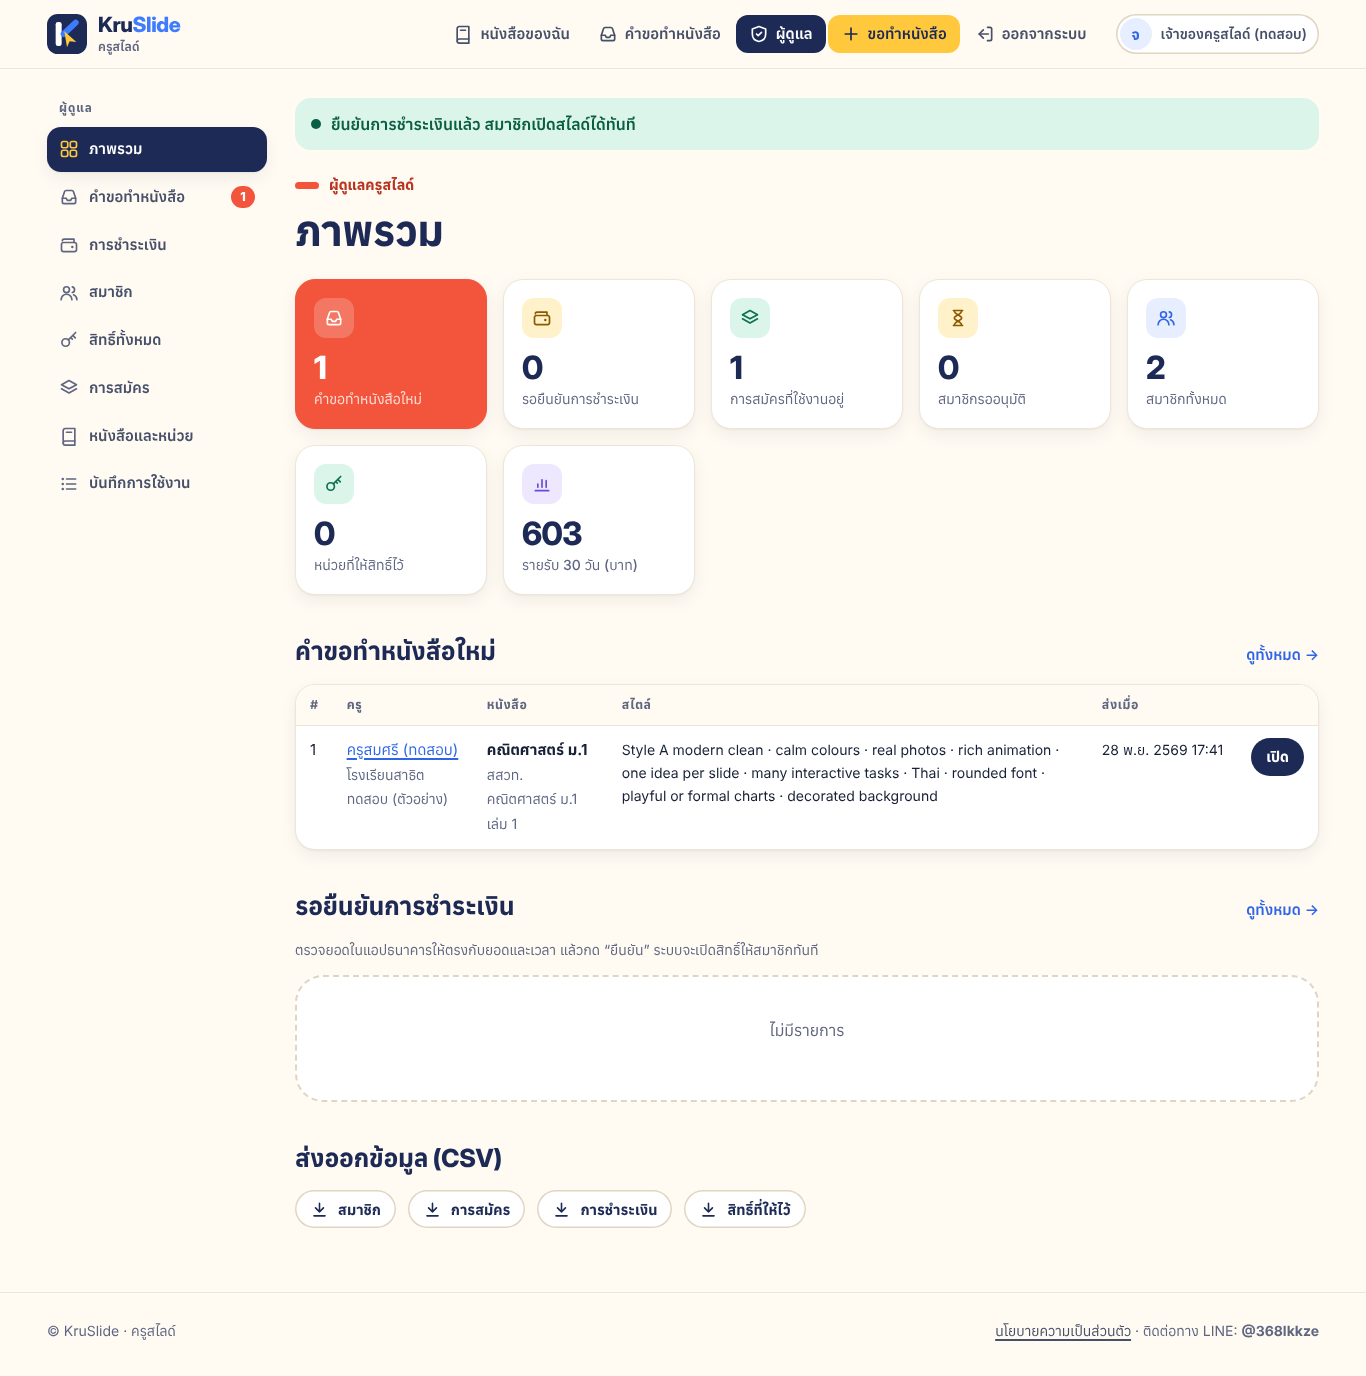 KruSlide
ครูสไลด์
หนังสือของฉัน
คำขอทำหนังสือ
ผู้ดูแล
ขอทำหนังสือ
ออกจากระบบ
จ
เจ้าของครูสไลด์ (ทดสอบ)
ผู้ดูแล
ภาพรวม
คำขอทำหนังสือ
1
การชำระเงิน
สมาชิก
สิทธิ์ทั้งหมด
การสมัคร
หนังสือและหน่วย
บันทึกการใช้งาน
ยืนยันการชำระเงินแล้ว สมาชิกเปิดสไลด์ได้ทันที
ผู้ดูแลครูสไลด์
ภาพรวม
1
คำขอทำหนังสือใหม่
0
รอยืนยันการชำระเงิน
1
การสมัครที่ใช้งานอยู่
0
สมาชิกรออนุมัติ
2
สมาชิกทั้งหมด
0
หน่วยที่ให้สิทธิ์ไว้
603
รายรับ 30 วัน (บาท)
คำขอทำหนังสือใหม่
ดูทั้งหมด →
# ครู หนังสือ สไตล์ ส่งเมื่อ
1
ครูสมศรี (ทดสอบ)
โรงเรียนสาธิต
ทดสอบ (ตัวอย่าง)
คณิตศาสตร์ ม.1
สสวท.
คณิตศาสตร์ ม.1
เล่ม 1
Style A modern clean · calm colours · real photos · rich animation ·
one idea per slide · many interactive tasks · Thai · rounded font ·
playful or formal charts · decorated background
28 พ.ย. 2569 17:41
เปิด
รอยืนยันการชำระเงิน
ดูทั้งหมด →
ตรวจยอดในแอปธนาคารให้ตรงกับยอดและเวลา แล้วกด “ยืนยัน” ระบบจะเปิดสิทธิ์ให้สมาชิกทันที
ไม่มีรายการ
ส่งออกข้อมูล (CSV)
สมาชิก
การสมัคร
การชำระเงิน
สิทธิ์ที่ให้ไว้
© KruSlide · ครูสไลด์
นโยบายความเป็นส่วนตัว · ติดต่อทาง LINE: @368lkkze